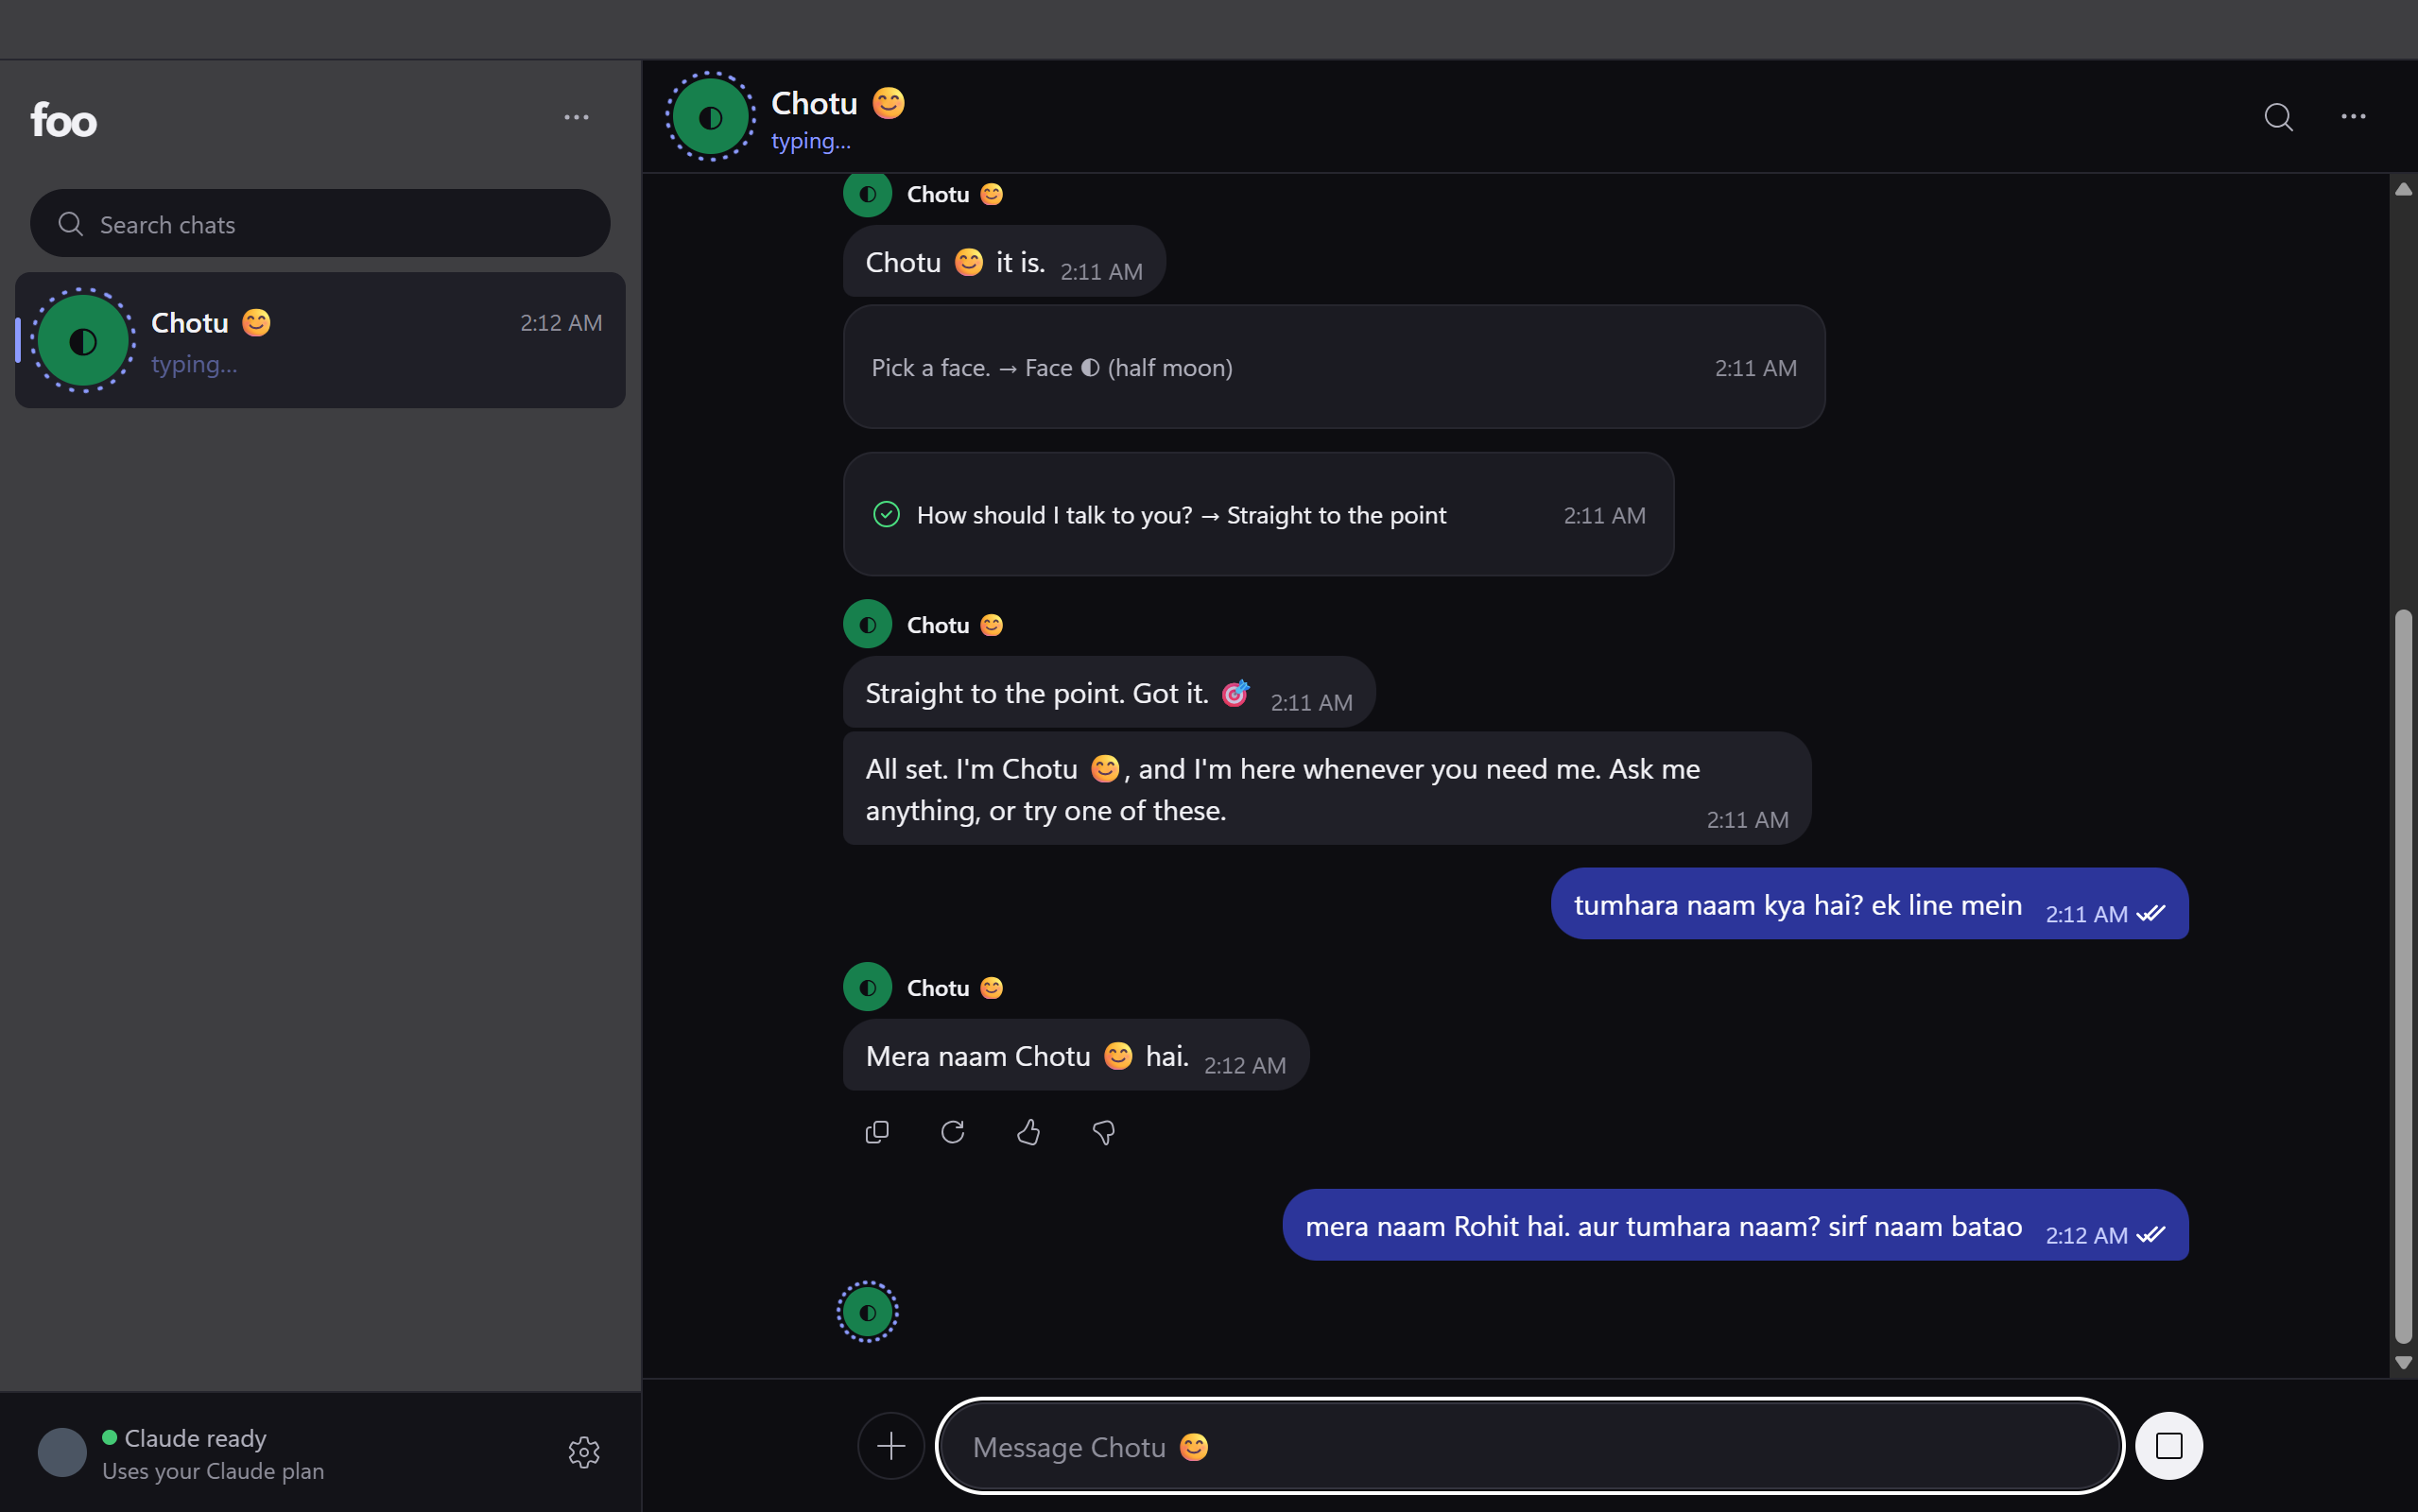 foo
Search chats
Chotu 😊
2:12 AM
typing...
Claude ready
Uses your Claude plan
Chotu 😊
typing...
Chotu 😊
Chotu 😊 it is. 2:11 AM
Pick a face. → Face ◐ (half moon) 2:11 AM
How should I talk to you? → Straight to the point 2:11 AM
Chotu 😊
Straight to the point. Got it. 🎯 2:11 AM
All set. I'm Chotu 😊, and I'm here whenever you need me. Ask me
anything, or try one of these. 2:11 AM
tumhara naam kya hai? ek line mein 2:11 AM
Chotu 😊
Mera naam Chotu 😊 hai. 2:12 AM
mera naam Rohit hai. aur tumhara naam? sirf naam batao 2:12 AM
Message Chotu 😊